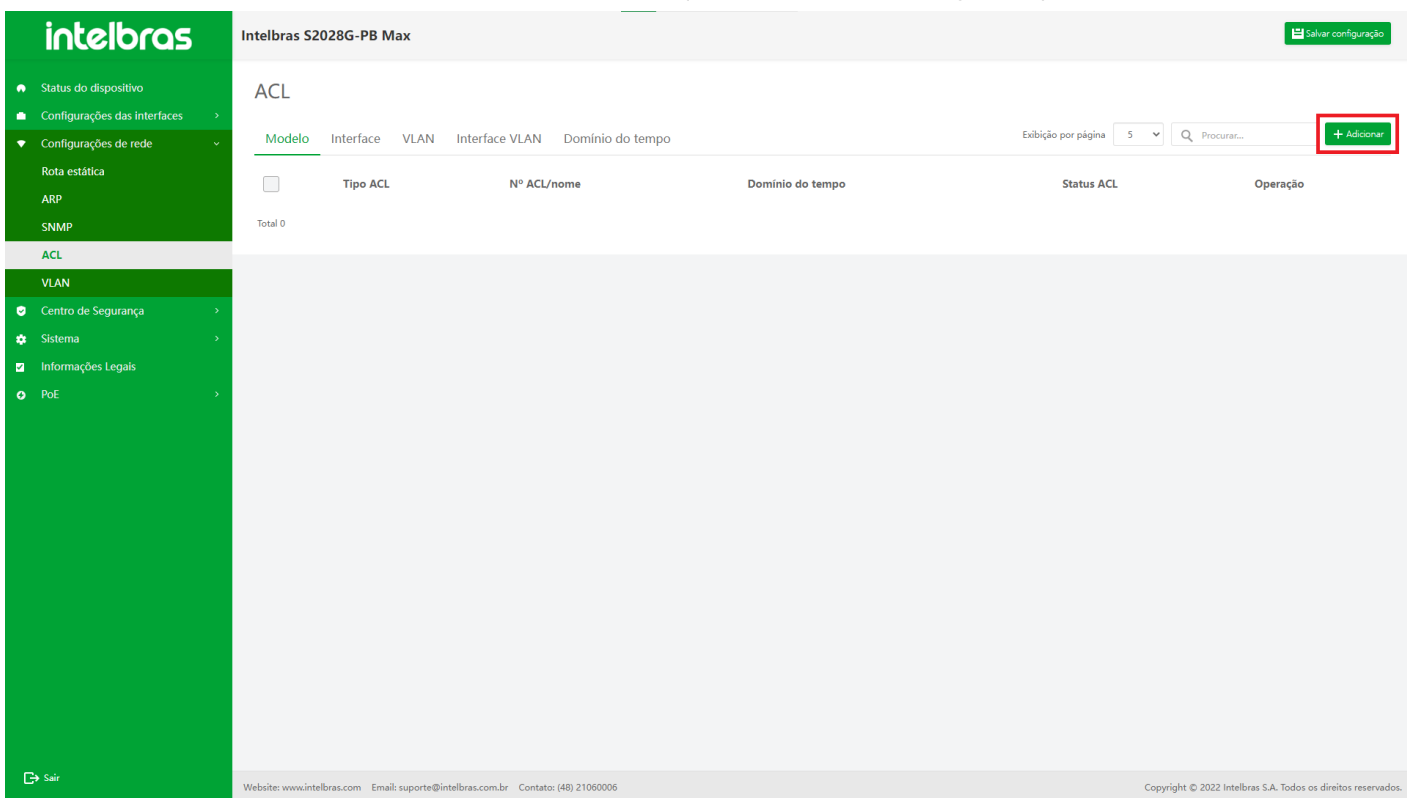 intelbras
Intelbras S2028G-PB Max
Salvar configuração
Status do dispositivo
Configurações das interfaces
Configurações de rede
Rota estática
ARP
SNMP
ACL
VLAN
Centro de Segurança
Sistema
Informações Legais
PoE
Sair
ACL
Modelo Interface VLAN Interface VLAN Domínio do tempo
Exibição por página 5 Procurar... + Adicionar
Tipo ACL Nº ACL/nome Domínio do tempo Status ACL Operação
Total 0
Website: www.intelbras.com Email: suporte@intelbras.com.br Contato: (48) 21060006 Copyright © 2022 Intelbras S.A. Todos os direitos reservados.